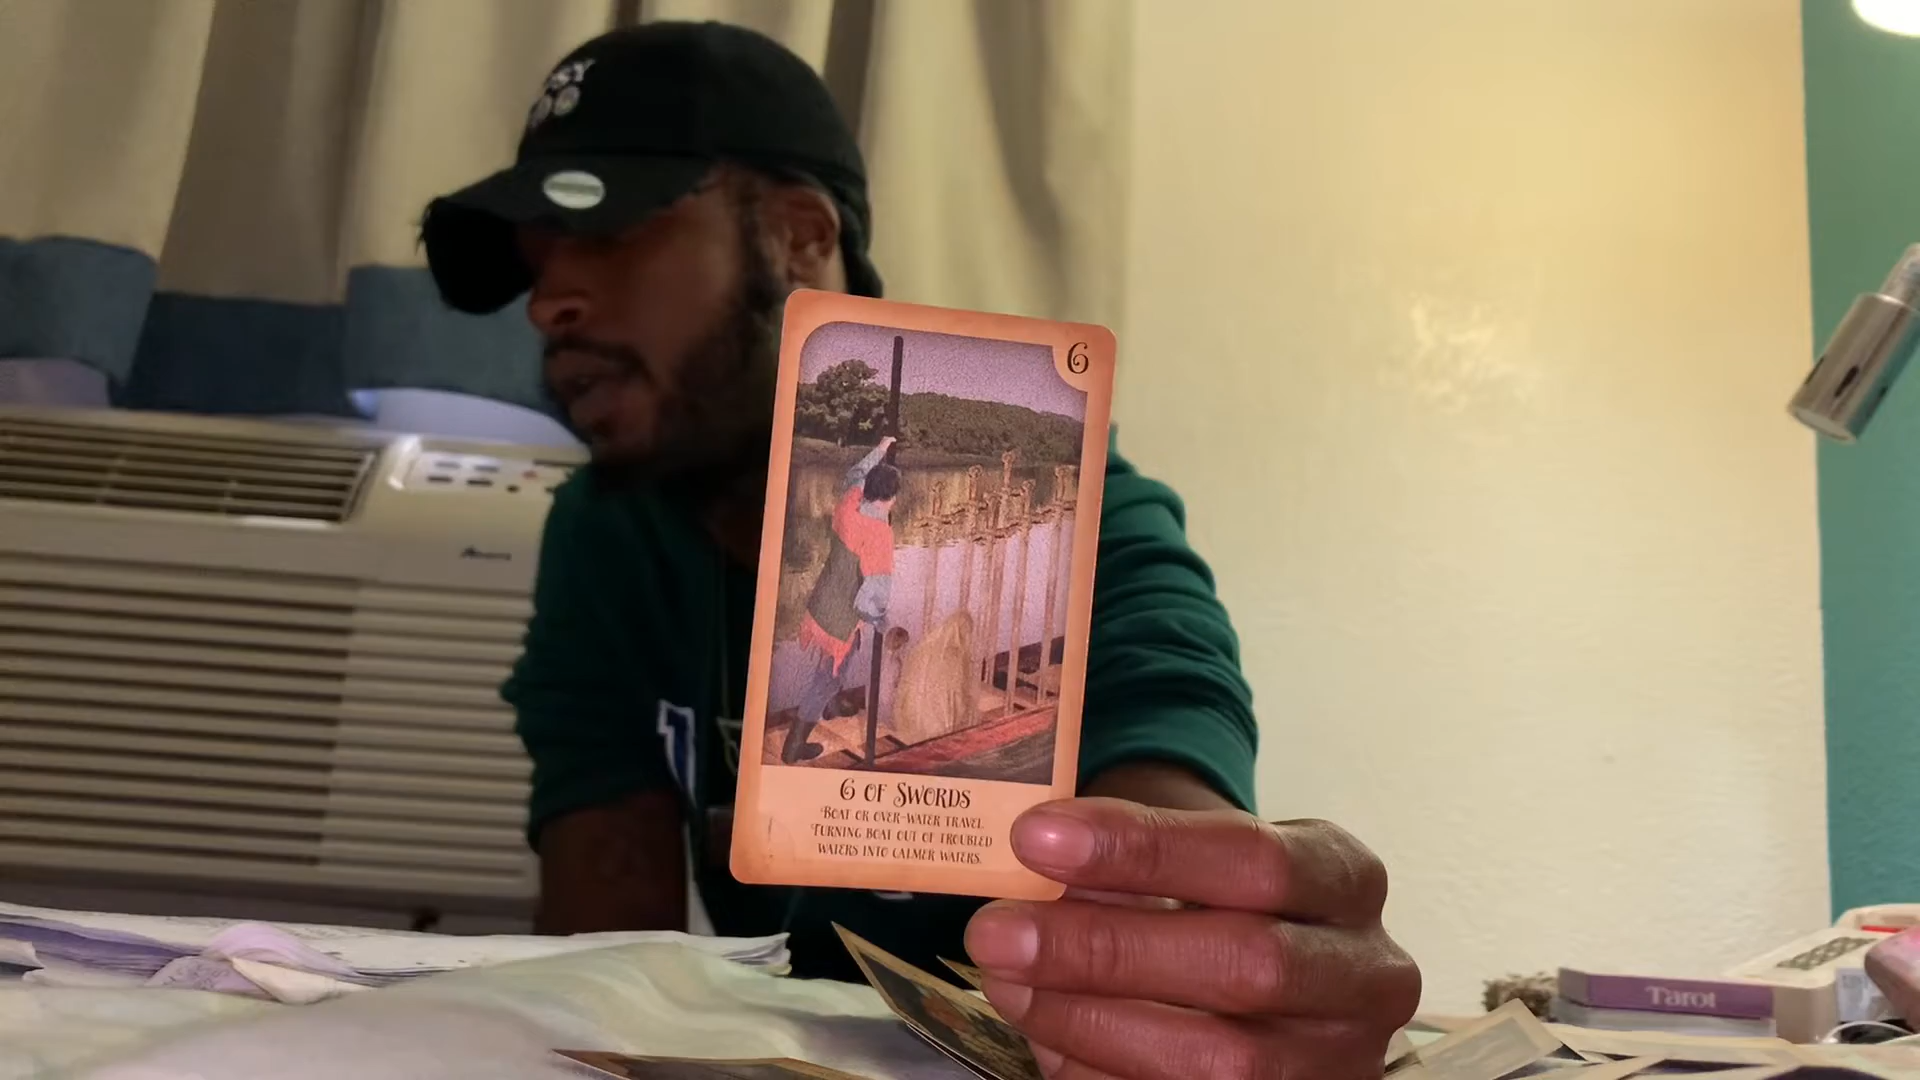 6
6 OF SWORDS
BOAT OR OVER-WATER TRAVEL.
TURNING BOAT OUT OF TROUBLED
WATERS INTO CALMER WATERS.
Tarot